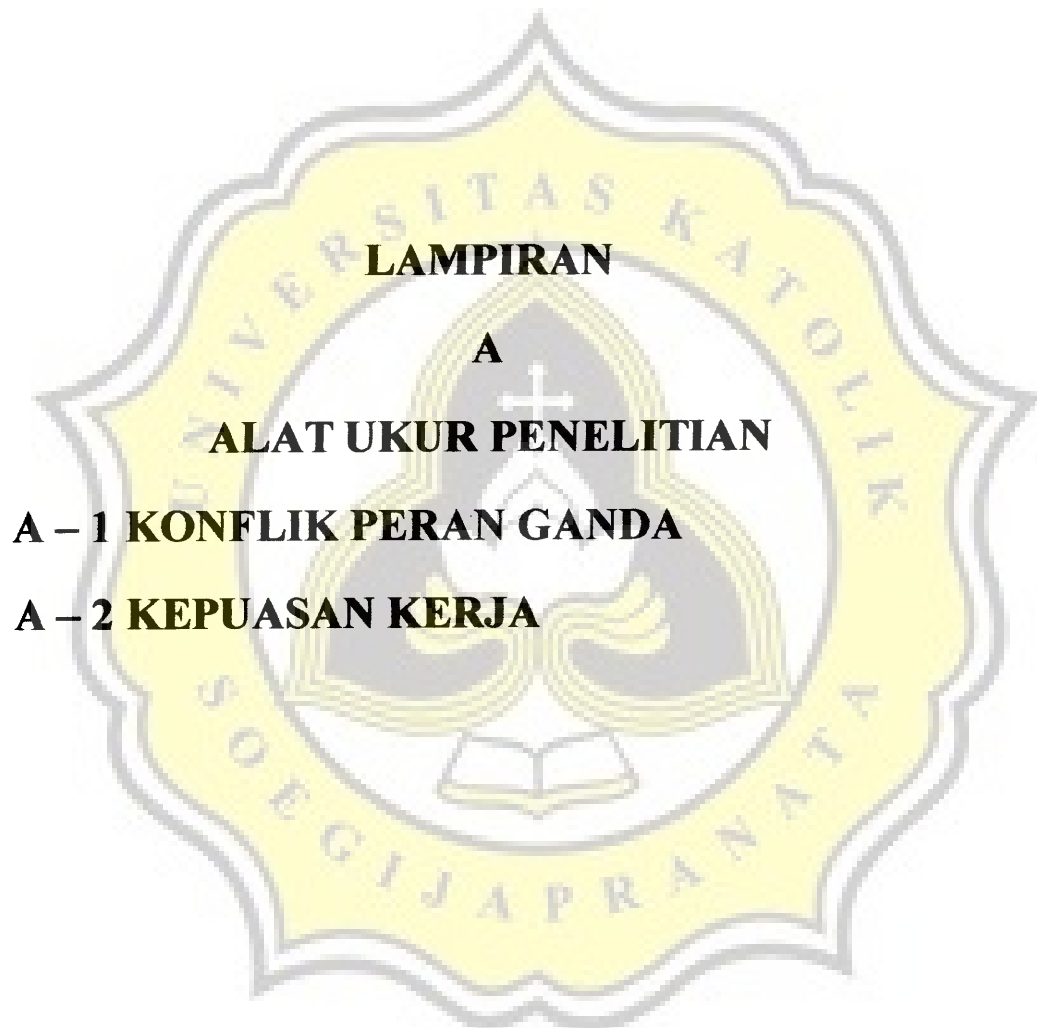 LAMPIRAN
A
ALAT UKUR PENELITIAN
A – 1 KONFLIK PERAN GANDA
A – 2 KEPUASAN KERJA
UNIVERSITAS KATOLIK
SOEGIJAPRANATA